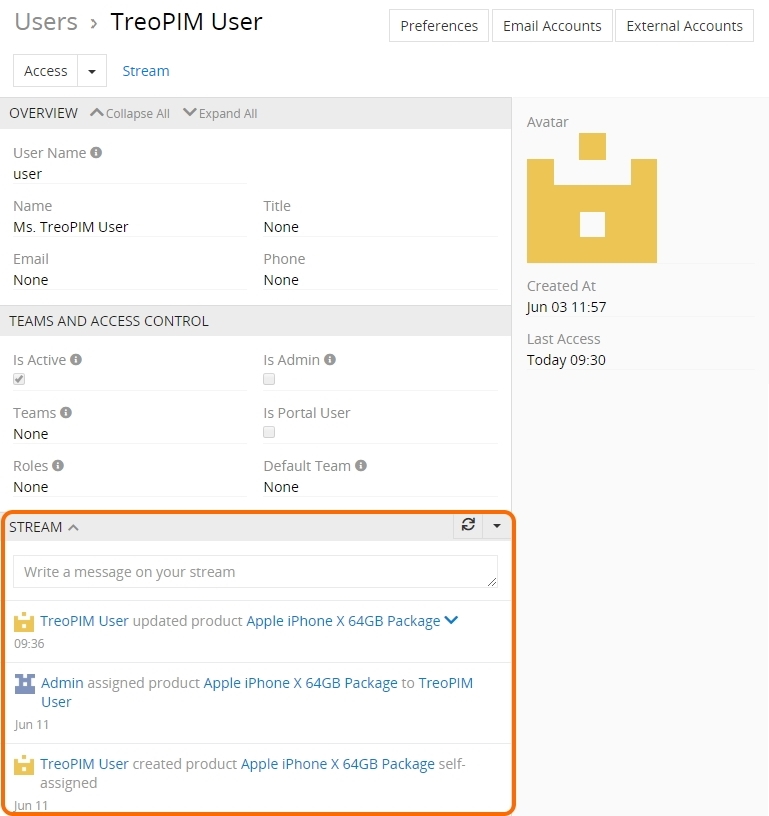 Users › TreoPIM User
Preferences
Email Accounts
External Accounts
Access
Stream
OVERVIEW Collapse All Expand All
User Name
user
Name
Ms. TreoPIM User
Title
None
Email
None
Phone
None
TEAMS AND ACCESS CONTROL
Is Active
Is Admin
Teams
None
Is Portal User
Roles
None
Default Team
None
STREAM
Write a message on your stream
TreoPIM User updated product Apple iPhone X 64GB Package
09:36
Admin assigned product Apple iPhone X 64GB Package to TreoPIM
User
Jun 11
TreoPIM User created product Apple iPhone X 64GB Package self-
assigned
Jun 11
Avatar
Created At
Jun 03 11:57
Last Access
Today 09:30